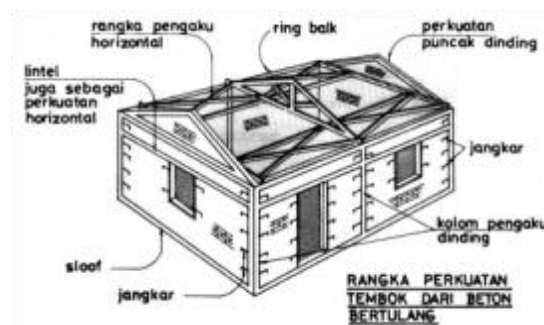 rangka pengaku
horizontal
ring balk
perkuatan
puncak dinding
lintel
juga sebagai
perkuatan
horizontal
jangkar
kolom pengaku
dinding
sloof
jangkar
RANGKA PERKUATAN
TEMBOK DARI BETON
BERTULANG